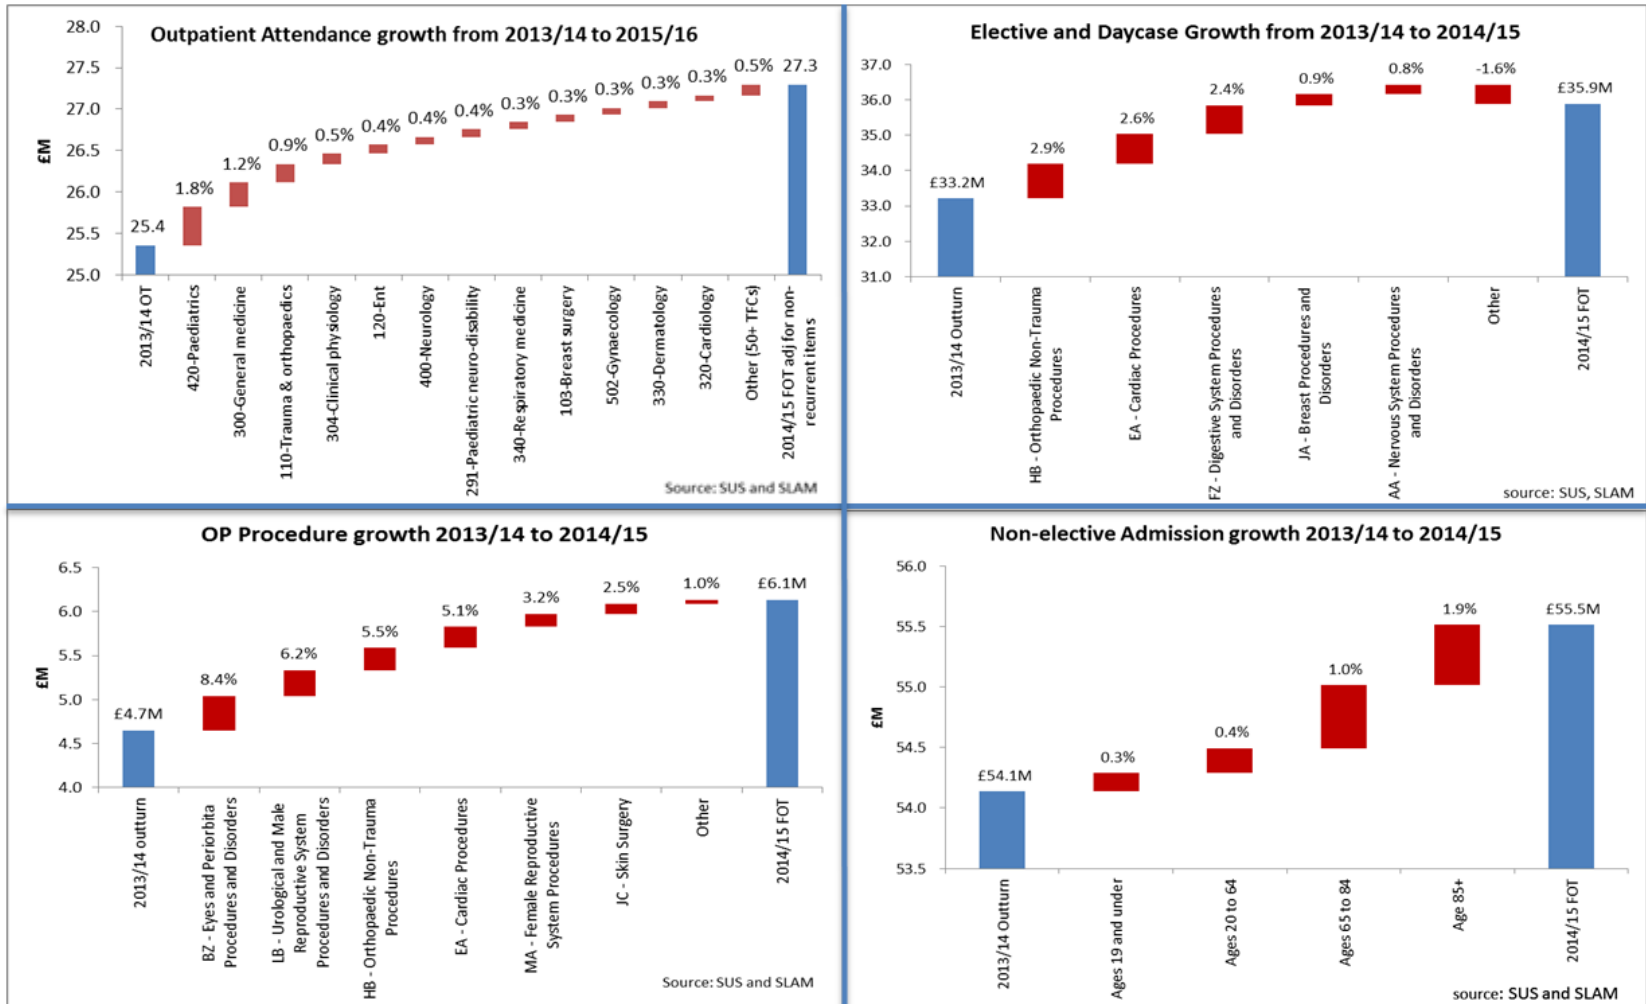 Outpatient Attendance growth from 2013/14 to 2015/16
£M
28.0
27.5
27.0
26.5
26.0
25.5
25.0
25.4
1.8%
1.2%
0.9%
0.5%
0.4%
0.4%
0.4%
0.3%
0.3%
0.3%
0.3%
0.3%
0.5%
27.3
2013/14 OT
420-Paediatrics
300-General medicine
110-Trauma & orthopaedics
304-Clinical physiology
120-Ent
400-Neurology
291-Paediatric neuro-disability
340-Respiratory medicine
103-Breast surgery
502-Gynaecology
330-Dermatology
320-Cardiology
Other (50+ TFCs)
2014/15 FOT adj for non-
recurrent items
Source: SUS and SLAM
Elective and Daycase Growth from 2013/14 to 2014/15
37.0
36.0
35.0
34.0
33.0
32.0
31.0
£33.2M
2.9%
2.6%
2.4%
0.9%
0.8%
-1.6%
£35.9M
2013/14 Outturn
HB - Orthopaedic Non-Trauma
Procedures
EA - Cardiac Procedures
FZ - Digestive System Procedures
and Disorders
JA - Breast Procedures and
Disorders
AA - Nervous System Procedures
and Disorders
Other
2014/15 FOT
source: SUS, SLAM
OP Procedure growth 2013/14 to 2014/15
£M
6.5
6.0
5.5
5.0
4.5
4.0
£4.7M
8.4%
6.2%
5.5%
5.1%
3.2%
2.5%
1.0%
£6.1M
2013/14 outturn
BZ - Eyes and Periorbita
Procedures and Disorders
LB - Urological and Male
Reproductive System
Procedures and Disorders
HB - Orthopaedic Non-Trauma
Procedures
EA - Cardiac Procedures
MA - Female Reproductive
System Procedures
JC - Skin Surgery
Other
2014/15 FOT
Source: SUS and SLAM
Non-elective Admission growth 2013/14 to 2014/15
£M
56.0
55.5
55.0
54.5
54.0
53.5
£54.1M
0.3%
0.4%
1.0%
1.9%
£55.5M
2013/14 Outturn
Ages 19 and under
Ages 20 to 64
Ages 65 to 84
Age 85+
2014/15 FOT
source: SUS and SLAM